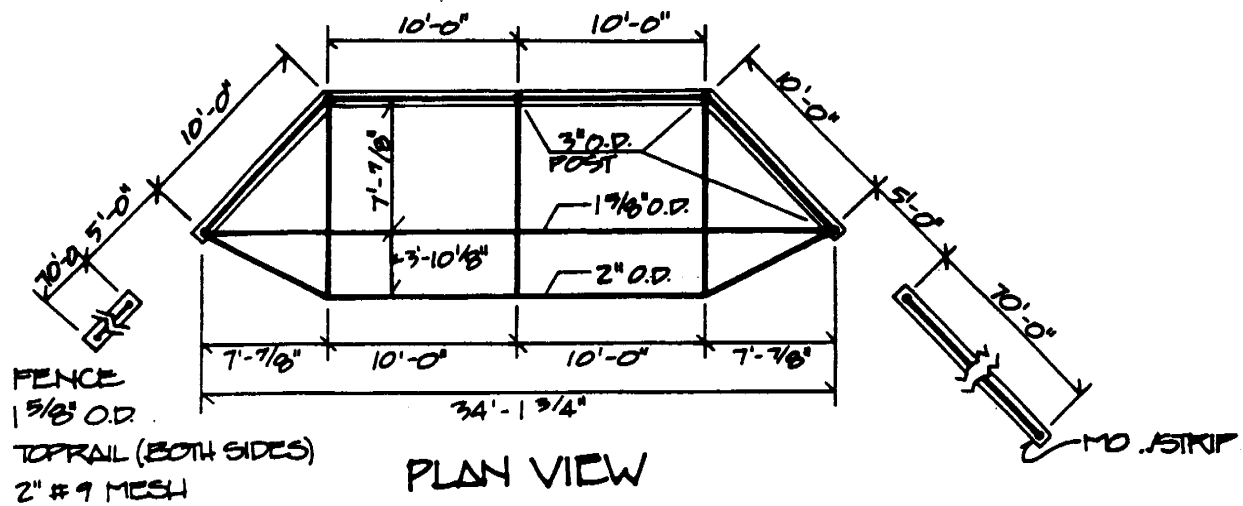 10'-0" 10'-0"
10'-0" 10'-0"
7'-7/8"
3" O.D.
POST
1 5/8" O.D.
5'-0" 5'-0"
70'-0
3'-10 1/8"
2" O.D.
70'-0"
7'-7/8" 10'-0" 10'-0" 7'-7/8"
34'-1 3/4"
FENCE
1 5/8" O.D.
TOPRAIL (BOTH SIDES)
2" # 9 MESH
PLAN VIEW
STRIP